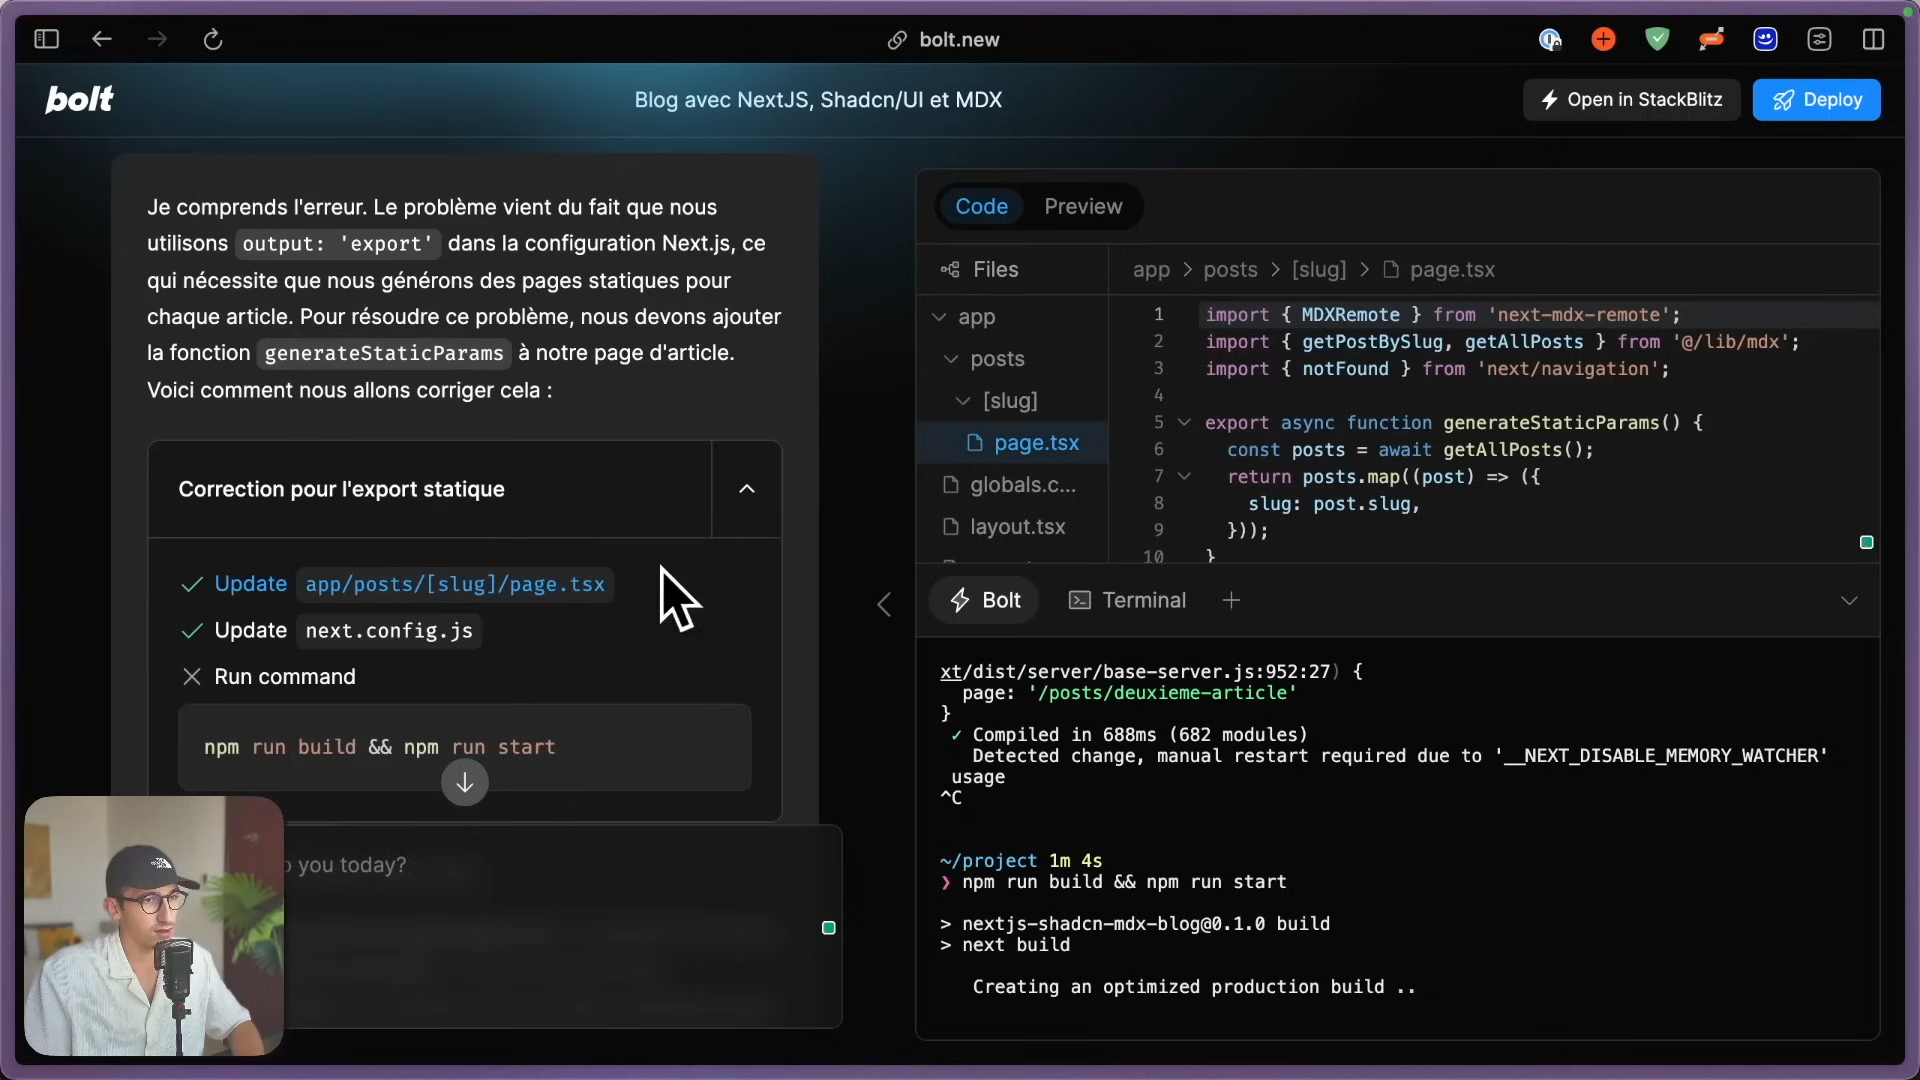 bolt.new
bolt
Blog avec NextJS, Shadcn/UI et MDX
Open in StackBlitz
Deploy
Je comprends l'erreur. Le problème vient du fait que nous
utilisons output: 'export' dans la configuration Next.js, ce
qui nécessite que nous générons des pages statiques pour
chaque article. Pour résoudre ce problème, nous devons ajouter
la fonction generateStaticParams à notre page d'article.
Voici comment nous allons corriger cela :
Correction pour l'export statique
Update app/posts/[slug]/page.tsx
Update next.config.js
Run command
npm run build && npm run start
you today?
Code
Preview
Files
app > posts > [slug] > page.tsx
app
posts
[slug]
page.tsx
globals.c...
layout.tsx
1 import { MDXRemote } from 'next-mdx-remote';
2 import { getPostBySlug, getAllPosts } from '@/lib/mdx';
3 import { notFound } from 'next/navigation';
4
5 export async function generateStaticParams() {
6 const posts = await getAllPosts();
7 return posts.map((post) => ({
8 slug: post.slug,
9 }));
10 }
Bolt
Terminal
xt/dist/server/base-server.js:952:27) {
page: '/posts/deuxieme-article'
}
✓ Compiled in 688ms (682 modules)
Detected change, manual restart required due to '__NEXT_DISABLE_MEMORY_WATCHER'
usage
^C
~/project 1m 4s
❯ npm run build && npm run start
> nextjs-shadcn-mdx-blog@0.1.0 build
> next build
Creating an optimized production build ..